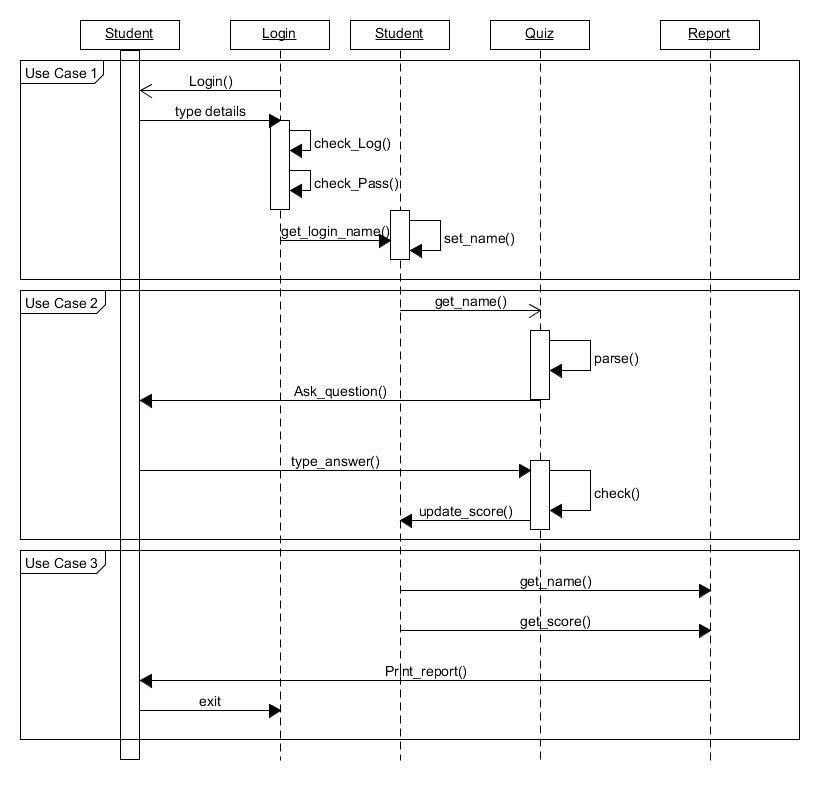 Student
Login
Student
Quiz
Report
Use Case 1
Login()
type details
check_Log()
check_Pass()
get_login_name()
set_name()
Use Case 2
get_name()
parse()
Ask_question()
type_answer()
check()
update_score()
Use Case 3
get_name()
get_score()
Print_report()
exit